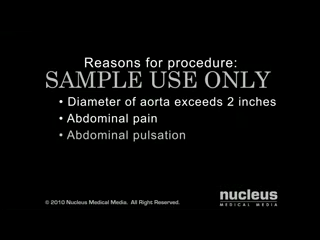 Reasons for procedure:
SAMPLE USE ONLY
• Diameter of aorta exceeds 2 inches
• Abdominal pain
• Abdominal pulsation
nucleus
MEDICAL MEDIA
© 2010 Nucleus Medical Media. All Right Reserved.